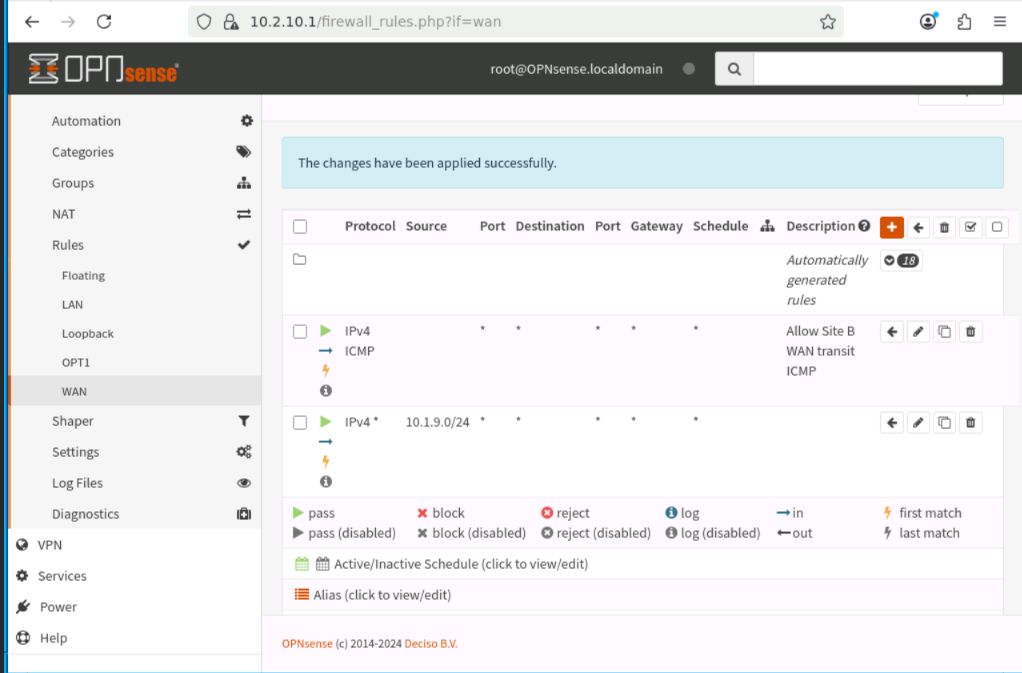 10.2.10.1/firewall_rules.php?if=wan
OPNsense
root@OPNsense.localdomain
Automation
Categories
Groups
NAT
Rules
Floating
LAN
Loopback
OPT1
WAN
Shaper
Settings
Log Files
Diagnostics
VPN
Services
Power
Help
The changes have been applied successfully.
Protocol Source Port Destination Port Gateway Schedule Description
Automatically
generated
rules
18
IPv4 * * * * * Allow Site B
ICMP WAN transit
ICMP
IPv4 * 10.1.9.0/24 * * * * *
pass block reject log in first match
pass (disabled) block (disabled) reject (disabled) log (disabled) out last match
Active/Inactive Schedule (click to view/edit)
Alias (click to view/edit)
OPNsense (c) 2014-2024 Deciso B.V.